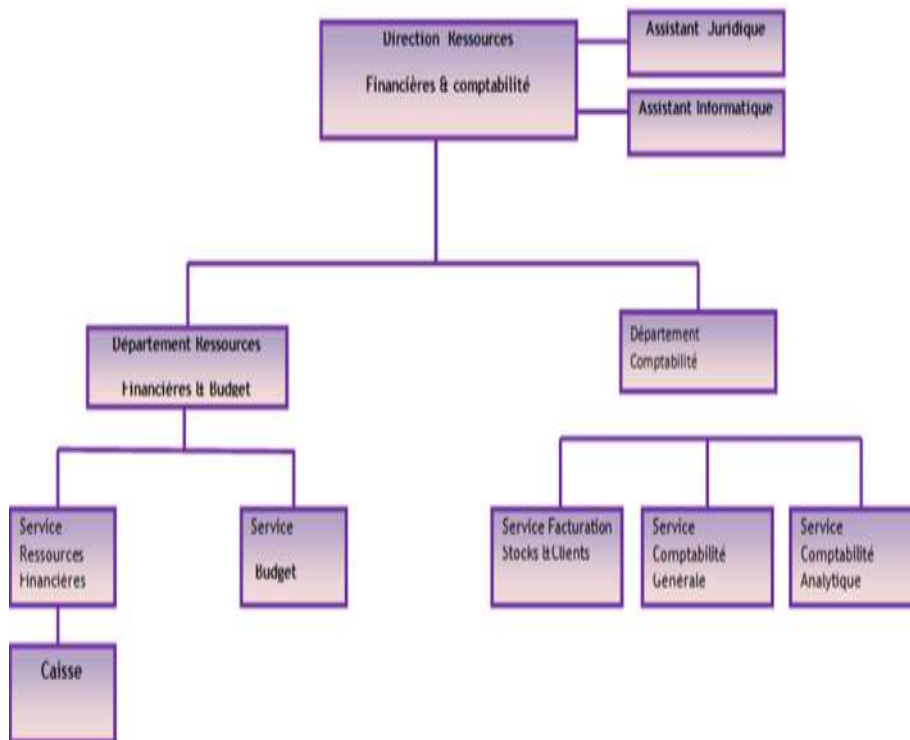 Direction Ressources
Financières & comptabilité
Assistant Juridique
Assistant Informatique
Département Ressources
Financières & Budget
Département
Comptabilité
Service
Ressources
Financières
Service
Budget
Service Facturation
Stocks & Clients
Service
Comptabilité
Générale
Service
Comptabilité
Analytique
Caisse